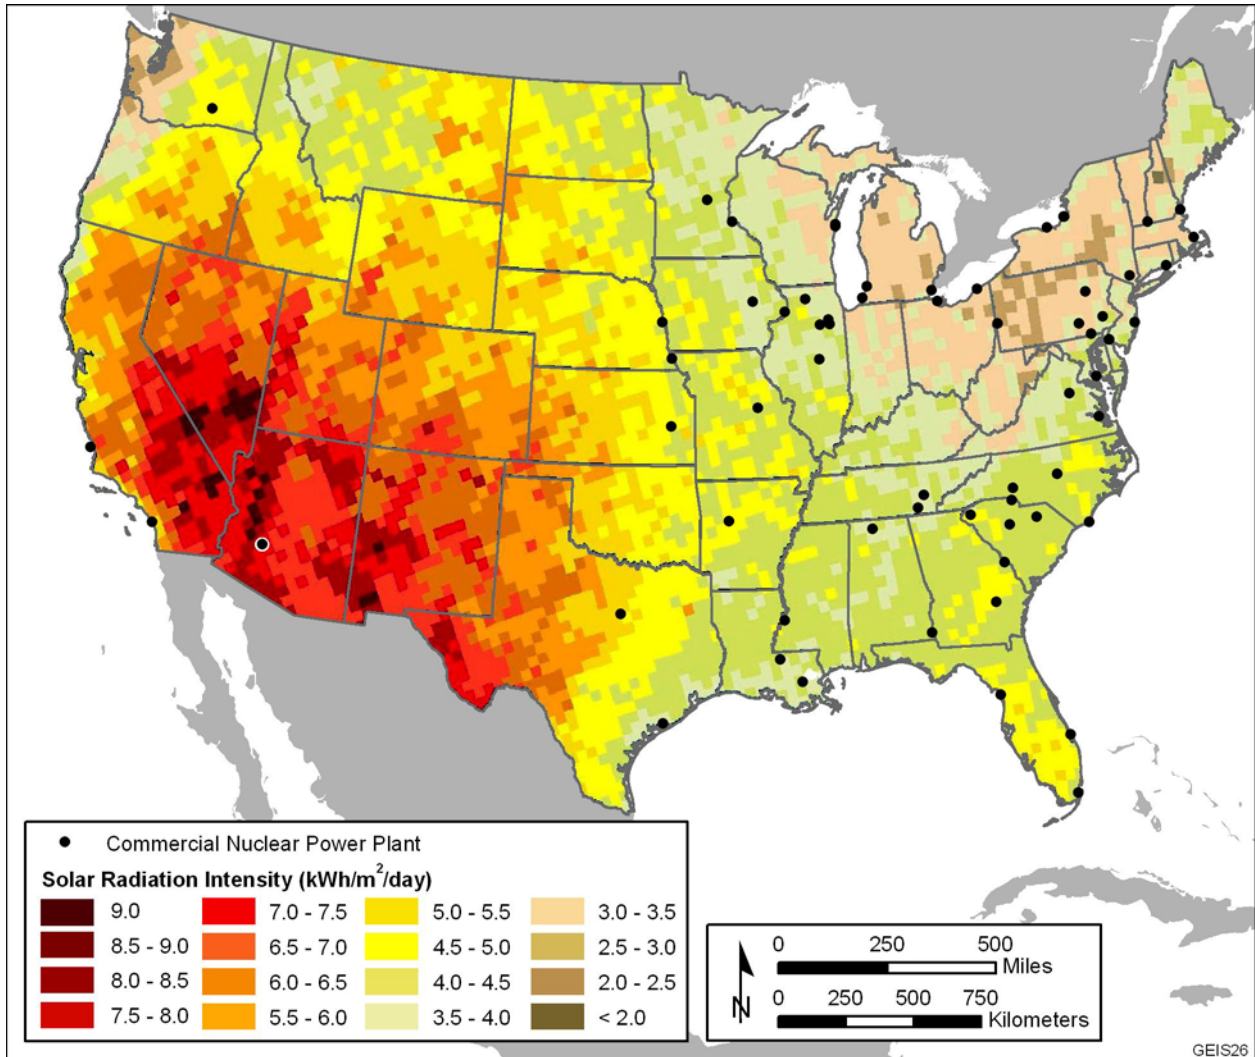 Commercial Nuclear Power Plant
Solar Radiation Intensity (kWh/m²/day)
9.0
8.5 - 9.0
8.0 - 8.5
7.5 - 8.0
7.0 - 7.5
6.5 - 7.0
6.0 - 6.5
5.5 - 6.0
5.0 - 5.5
4.5 - 5.0
4.0 - 4.5
3.5 - 4.0
3.0 - 3.5
2.5 - 3.0
2.0 - 2.5
< 2.0
N
0 250 500
Miles
0 250 500 750
Kilometers
GEIS26